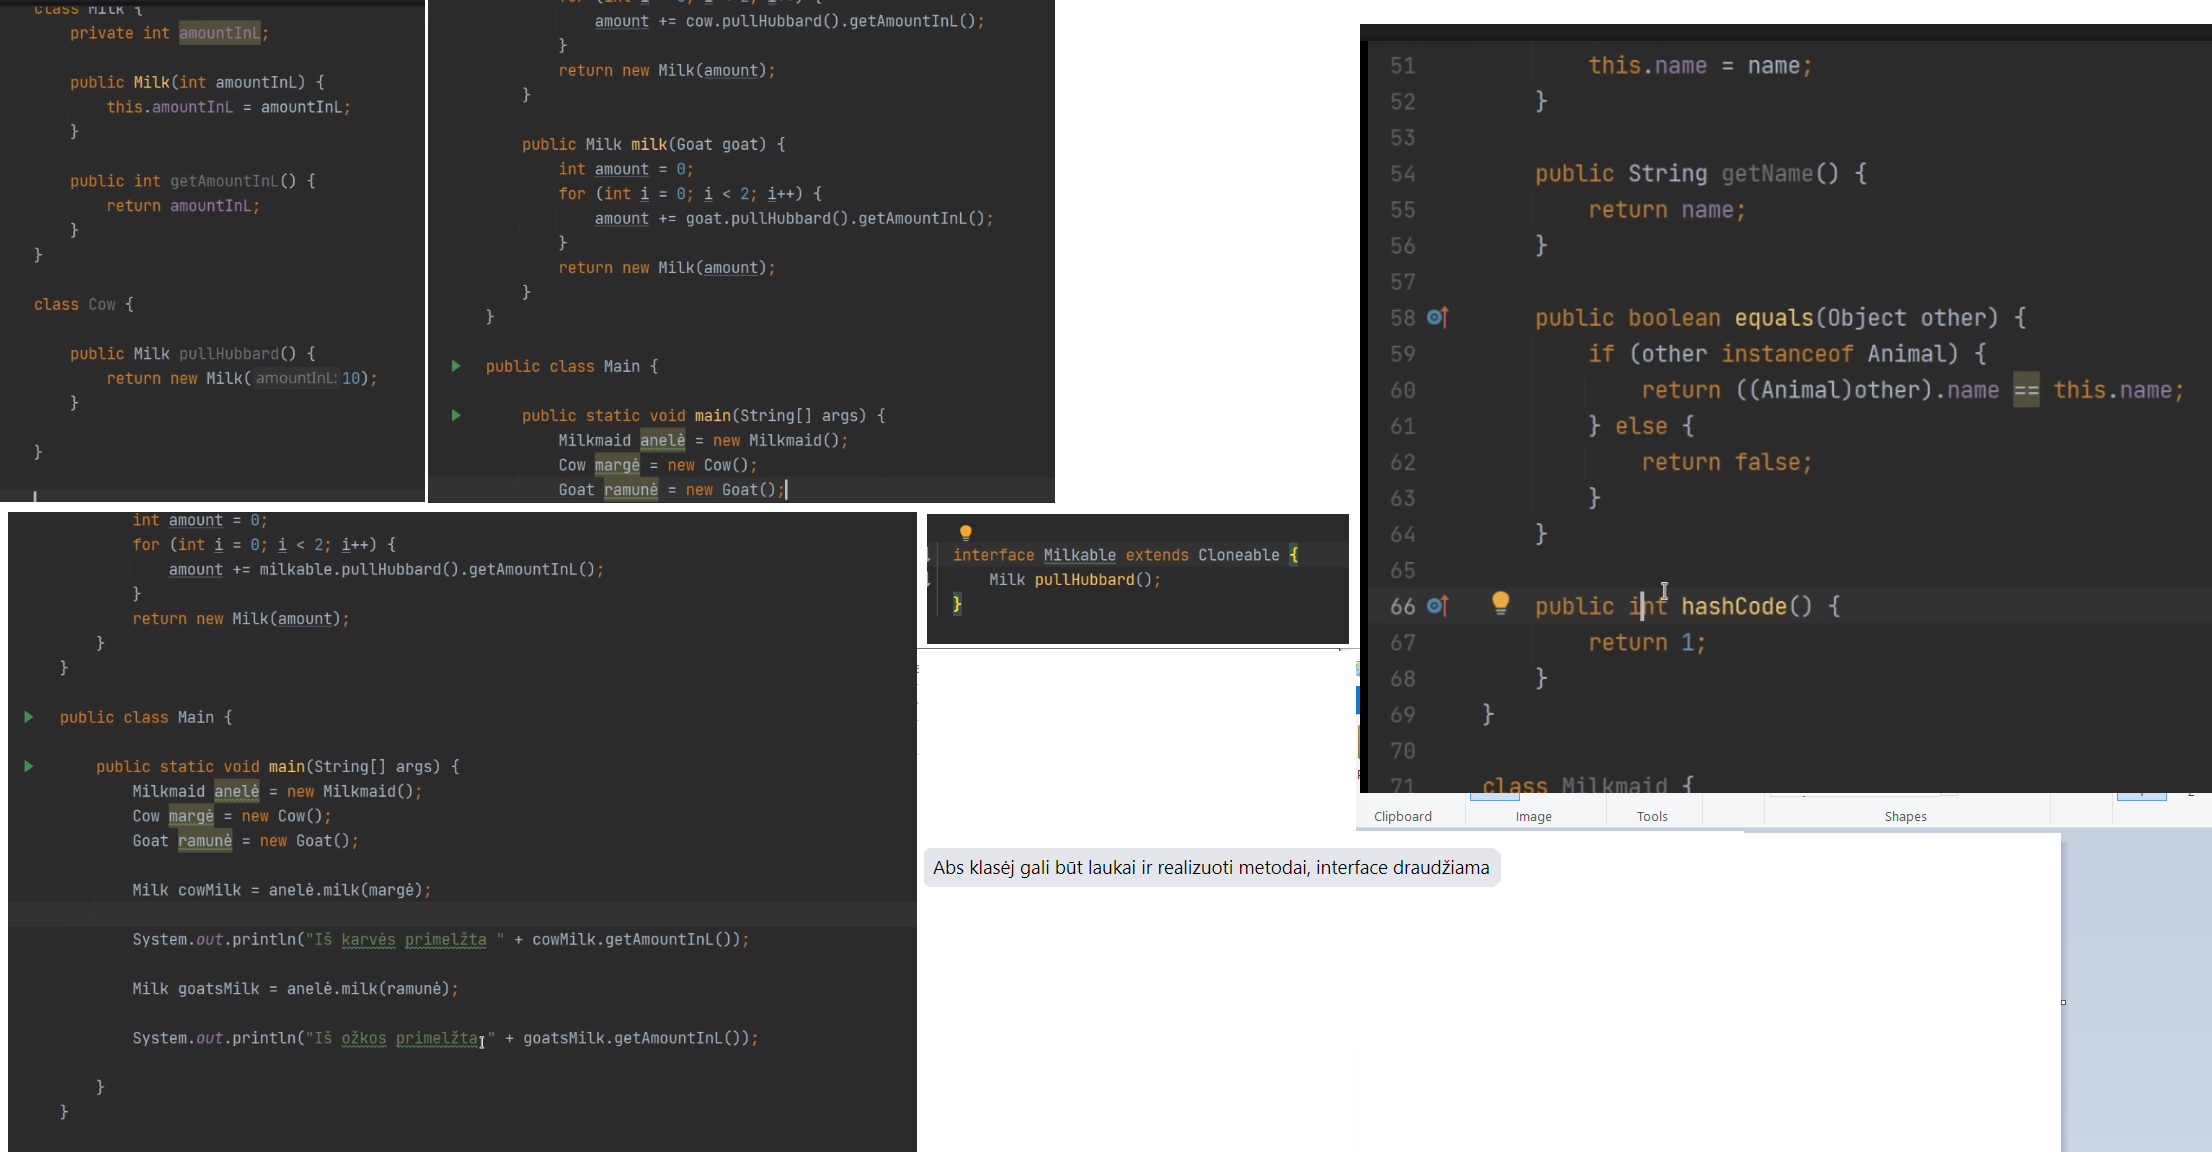 class Milk {
private int amountInL;
public Milk(int amountInL) {
this.amountInL = amountInL;
}
public int getAmountInL() {
return amountInL;
}
}
class Cow {
public Milk pullHubbard() {
return new Milk( amountInL: 10);
}
}
amount += cow.pullHubbard().getAmountInL();
}
return new Milk(amount);
}
public Milk milk(Goat goat) {
int amount = 0;
for (int i = 0; i < 2; i++) {
amount += goat.pullHubbard().getAmountInL();
}
return new Milk(amount);
}
}
public class Main {
public static void main(String[] args) {
Milkmaid anelė = new Milkmaid();
Cow margė = new Cow();
Goat ramunė = new Goat();
51 this.name = name;
52 }
53
54 public String getName() {
55 return name;
56 }
57
58 public boolean equals(Object other) {
59 if (other instanceof Animal) {
60 return ((Animal)other).name == this.name;
61 } else {
62 return false;
63 }
64 }
65
66 public int hashCode() {
67 return 1;
68 }
69 }
70
71 class Milkmaid {
int amount = 0;
for (int i = 0; i < 2; i++) {
amount += milkable.pullHubbard().getAmountInL();
}
return new Milk(amount);
}
}
public class Main {
public static void main(String[] args) {
Milkmaid anelė = new Milkmaid();
Cow margė = new Cow();
Goat ramunė = new Goat();
Milk cowMilk = anelė.milk(margė);
System.out.println("Iš karvės primelžta " + cowMilk.getAmountInL());
Milk goatsMilk = anelė.milk(ramunė);
System.out.println("Iš ožkos primelžta " + goatsMilk.getAmountInL());
}
}
interface Milkable extends Cloneable {
Milk pullHubbard();
}
Clipboard Image Tools Shapes
Abs klasėj gali būt laukai ir realizuoti metodai, interface draudžiama